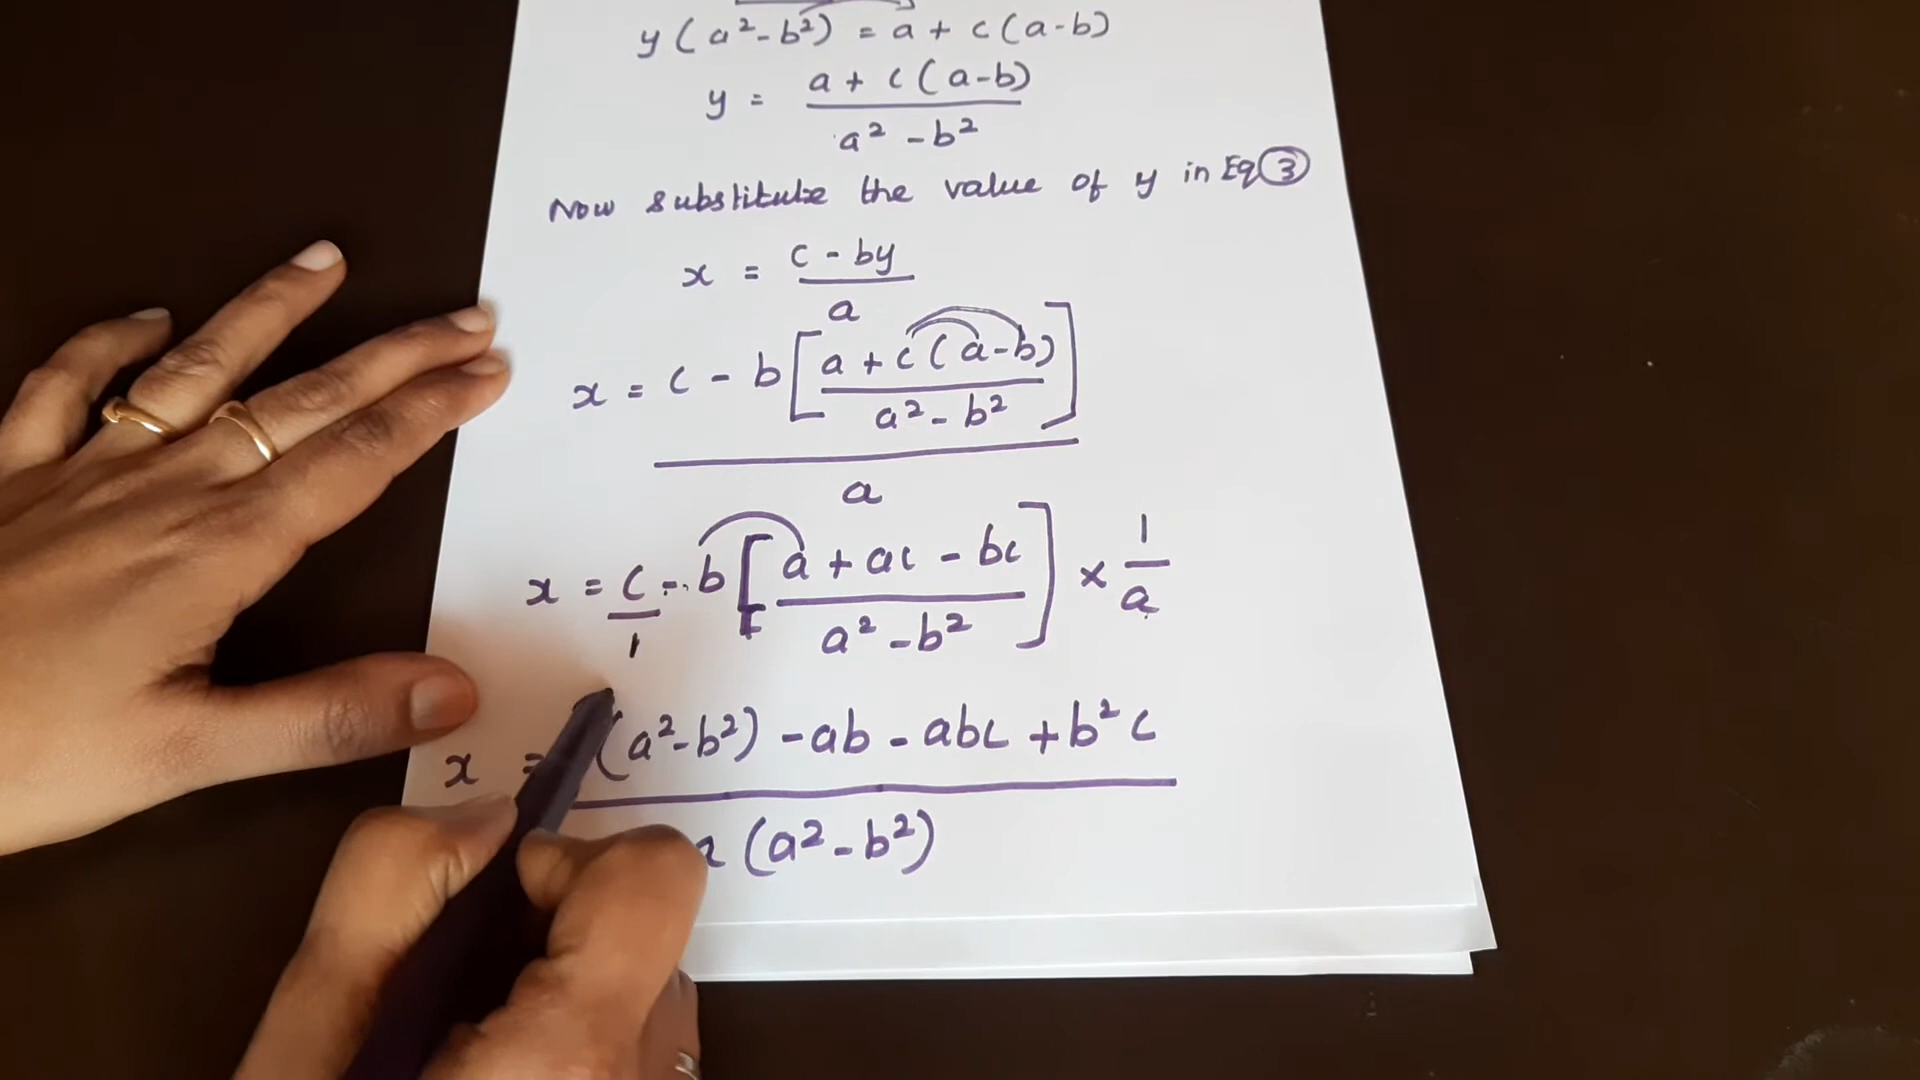 y(a²-b²) = a + c(a-b)
y = a + c(a-b) / a² - b²
Now substitute the value of y in Eq ③
x = c - by / a
x = c - b[a + c(a-b) / a² - b²] / a
x = c/1 - b[a + ac - bc / a² - b²] × 1/a
x = (a²-b²) - ab - abc + b²c / (a² - b²)